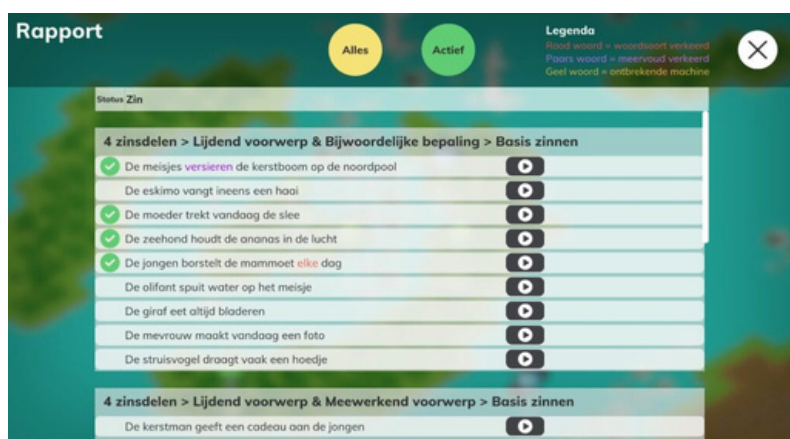 Rapport
Alles
Actief
Legenda
Rood woord = woordsoort verkeerd
Paars woord = meervoud verkeerd
Geel woord = ontbrekende machine
Status Zin
4 zinsdelen > Lijdend voorwerp & Bijwoordelijke bepaling > Basis zinnen
De meisjes versieren de kerstboom op de noordpool
De eskimo vangt ineens een haai
De moeder trekt vandaag de slee
De zeehond houdt de ananas in de lucht
De jongen borstelt de mammoet elke dag
De olifant spuit water op het meisje
De giraf eet altijd bladeren
De mevrouw maakt vandaag een foto
De struisvogel draagt vaak een hoedje
4 zinsdelen > Lijdend voorwerp & Meewerkend voorwerp > Basis zinnen
De kerstman geeft een cadeau aan de jongen